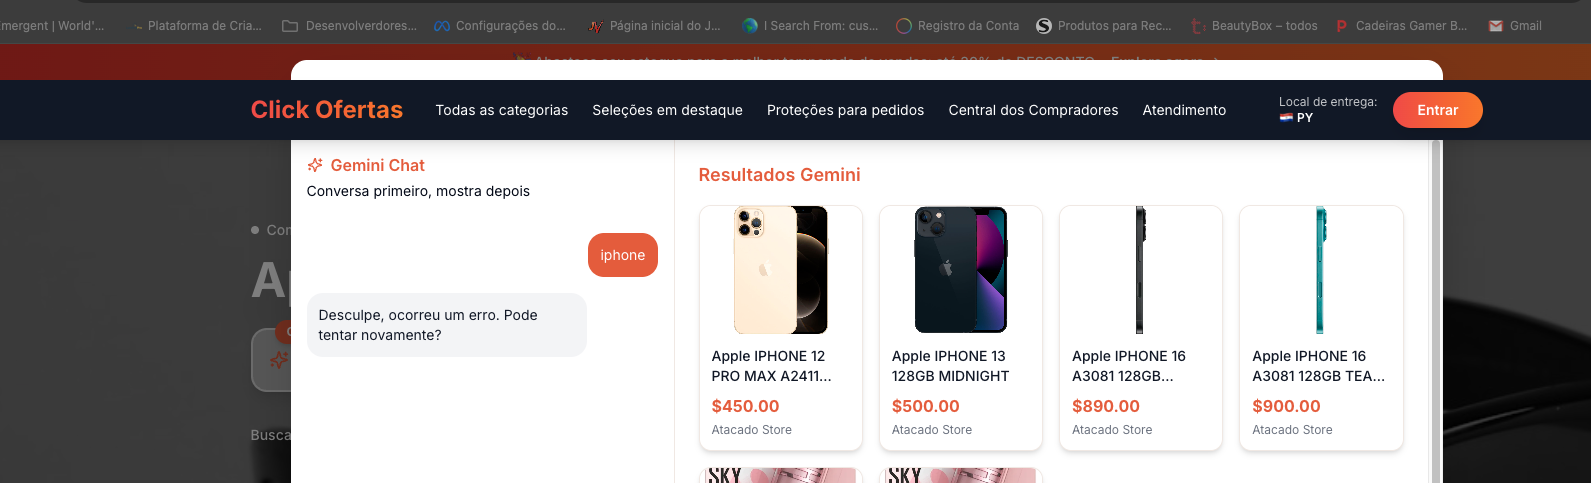 mergent | World'...
Plataforma de Cria...
Desenvolvedores...
Configurações do...
Página inicial do J...
I Search From: cus...
Registro da Conta
Produtos para Rec...
BeautyBox – todos
Cadeiras Gamer B...
Gmail
Click Ofertas
Todas as categorias
Seleções em destaque
Proteções para pedidos
Central dos Compradores
Atendimento
Local de entrega:
PY
Entrar
Gemini Chat
Conversa primeiro, mostra depois
iphone
Desculpe, ocorreu um erro. Pode
tentar novamente?
Con
Ap
Busca
Resultados Gemini
Apple IPHONE 12
PRO MAX A2411...
$450.00
Atacado Store
Apple IPHONE 13
128GB MIDNIGHT
$500.00
Atacado Store
Apple IPHONE 16
A3081 128GB...
$890.00
Atacado Store
Apple IPHONE 16
A3081 128GB TEA...
$900.00
Atacado Store
SKY
SKY